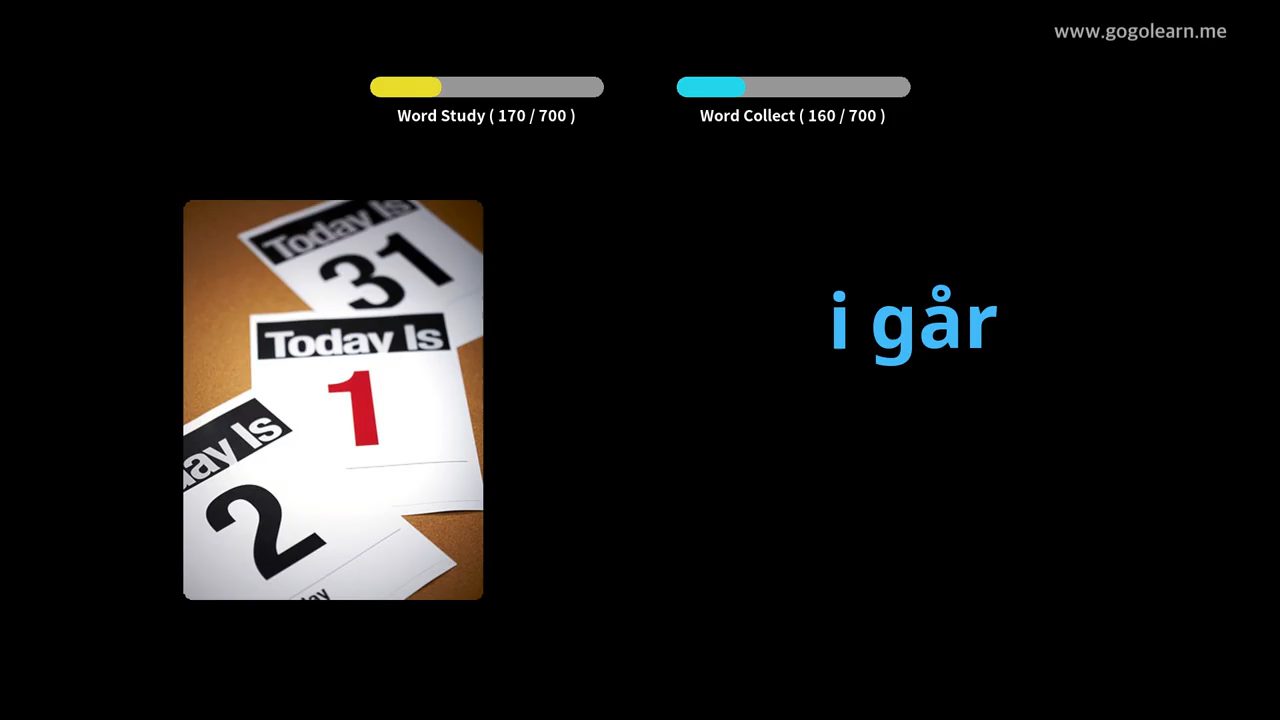 www.gogolearn.me
Word Study ( 170 / 700 )
Word Collect ( 160 / 700 )
Today Is
31
Today Is
1
ay Is
2
i går